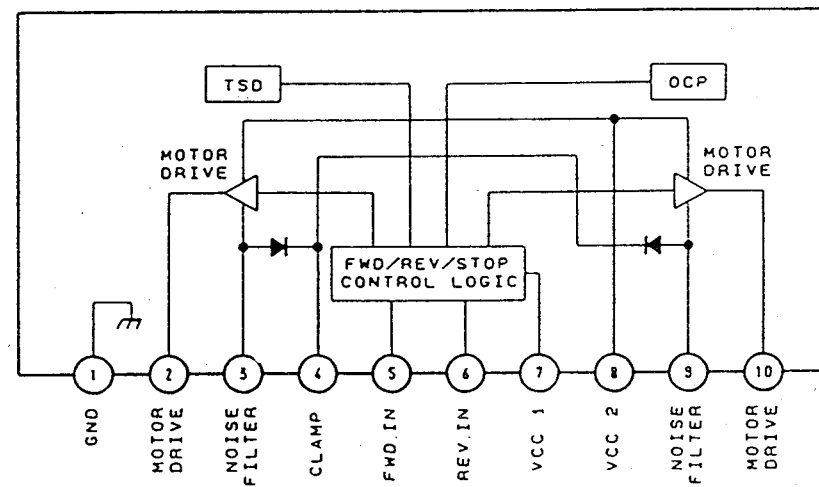 TSD
OCP
MOTOR
DRIVE
MOTOR
DRIVE
FWD/REV/STOP
CONTROL LOGIC
1
2
3
4
5
6
7
8
9
10
GND
MOTOR
DRIVE
NOISE
FILTER
CLAMP
FWD.IN
REV.IN
VCC 1
VCC 2
NOISE
FILTER
MOTOR
DRIVE